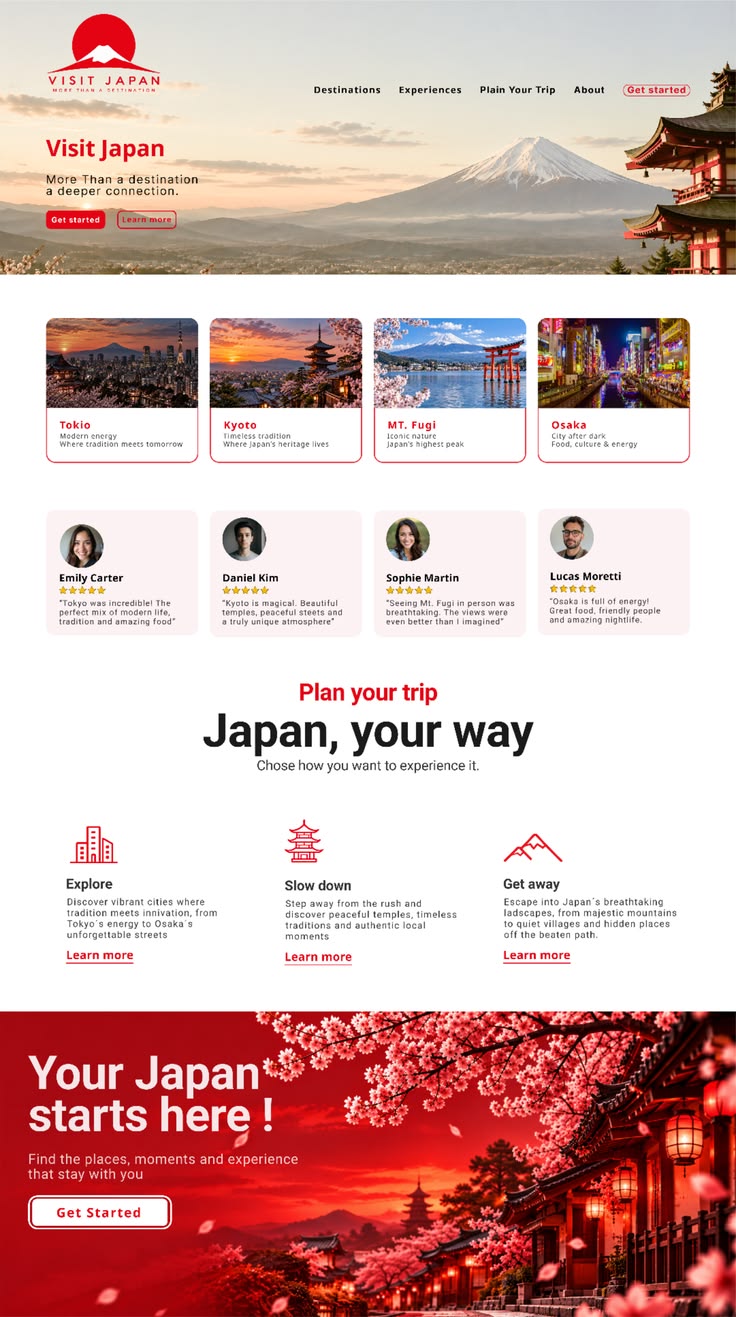 VISIT JAPAN
MORE THAN A DESTINATION
Destinations
Experiences
Plain Your Trip
About
Get started
Visit Japan
More Than a destination
a deeper connection.
Get started
Learn more
Tokio
Modern energy
Where tradition meets tomorrow
Kyoto
Timeless tradition
Where Japan's heritage lives
MT. Fugi
Iconic nature
Japan's highest peak
Osaka
City after dark
Food, culture & energy
Emily Carter
"Tokyo was incredible! The
perfect mix of modern life,
tradition and amazing food"
Daniel Kim
"Kyoto is magical. Beautiful
temples, peaceful steets and
a truly unique atmosphere"
Sophie Martin
"Seeing Mt. Fugi in person was
breathtaking. The views were
even better than I imagined"
Lucas Moretti
"Osaka is full of energy!
Great food, friendly people
and amazing nightlife.
Plan your trip
Japan, your way
Chose how you want to experience it.
Explore
Discover vibrant cities where
tradition meets innivation, from
Tokyo´s energy to Osaka´s
unforgettable streets
Learn more
Slow down
Step away from the rush and
discover peaceful temples, timeless
traditions and authentic local
moments
Learn more
Get away
Escape into Japan´s breathtaking
ladscapes, from majestic mountains
to quiet villages and hidden places
off the beaten path.
Learn more
Your Japan
starts here !
Find the places, moments and experience
that stay with you
Get Started